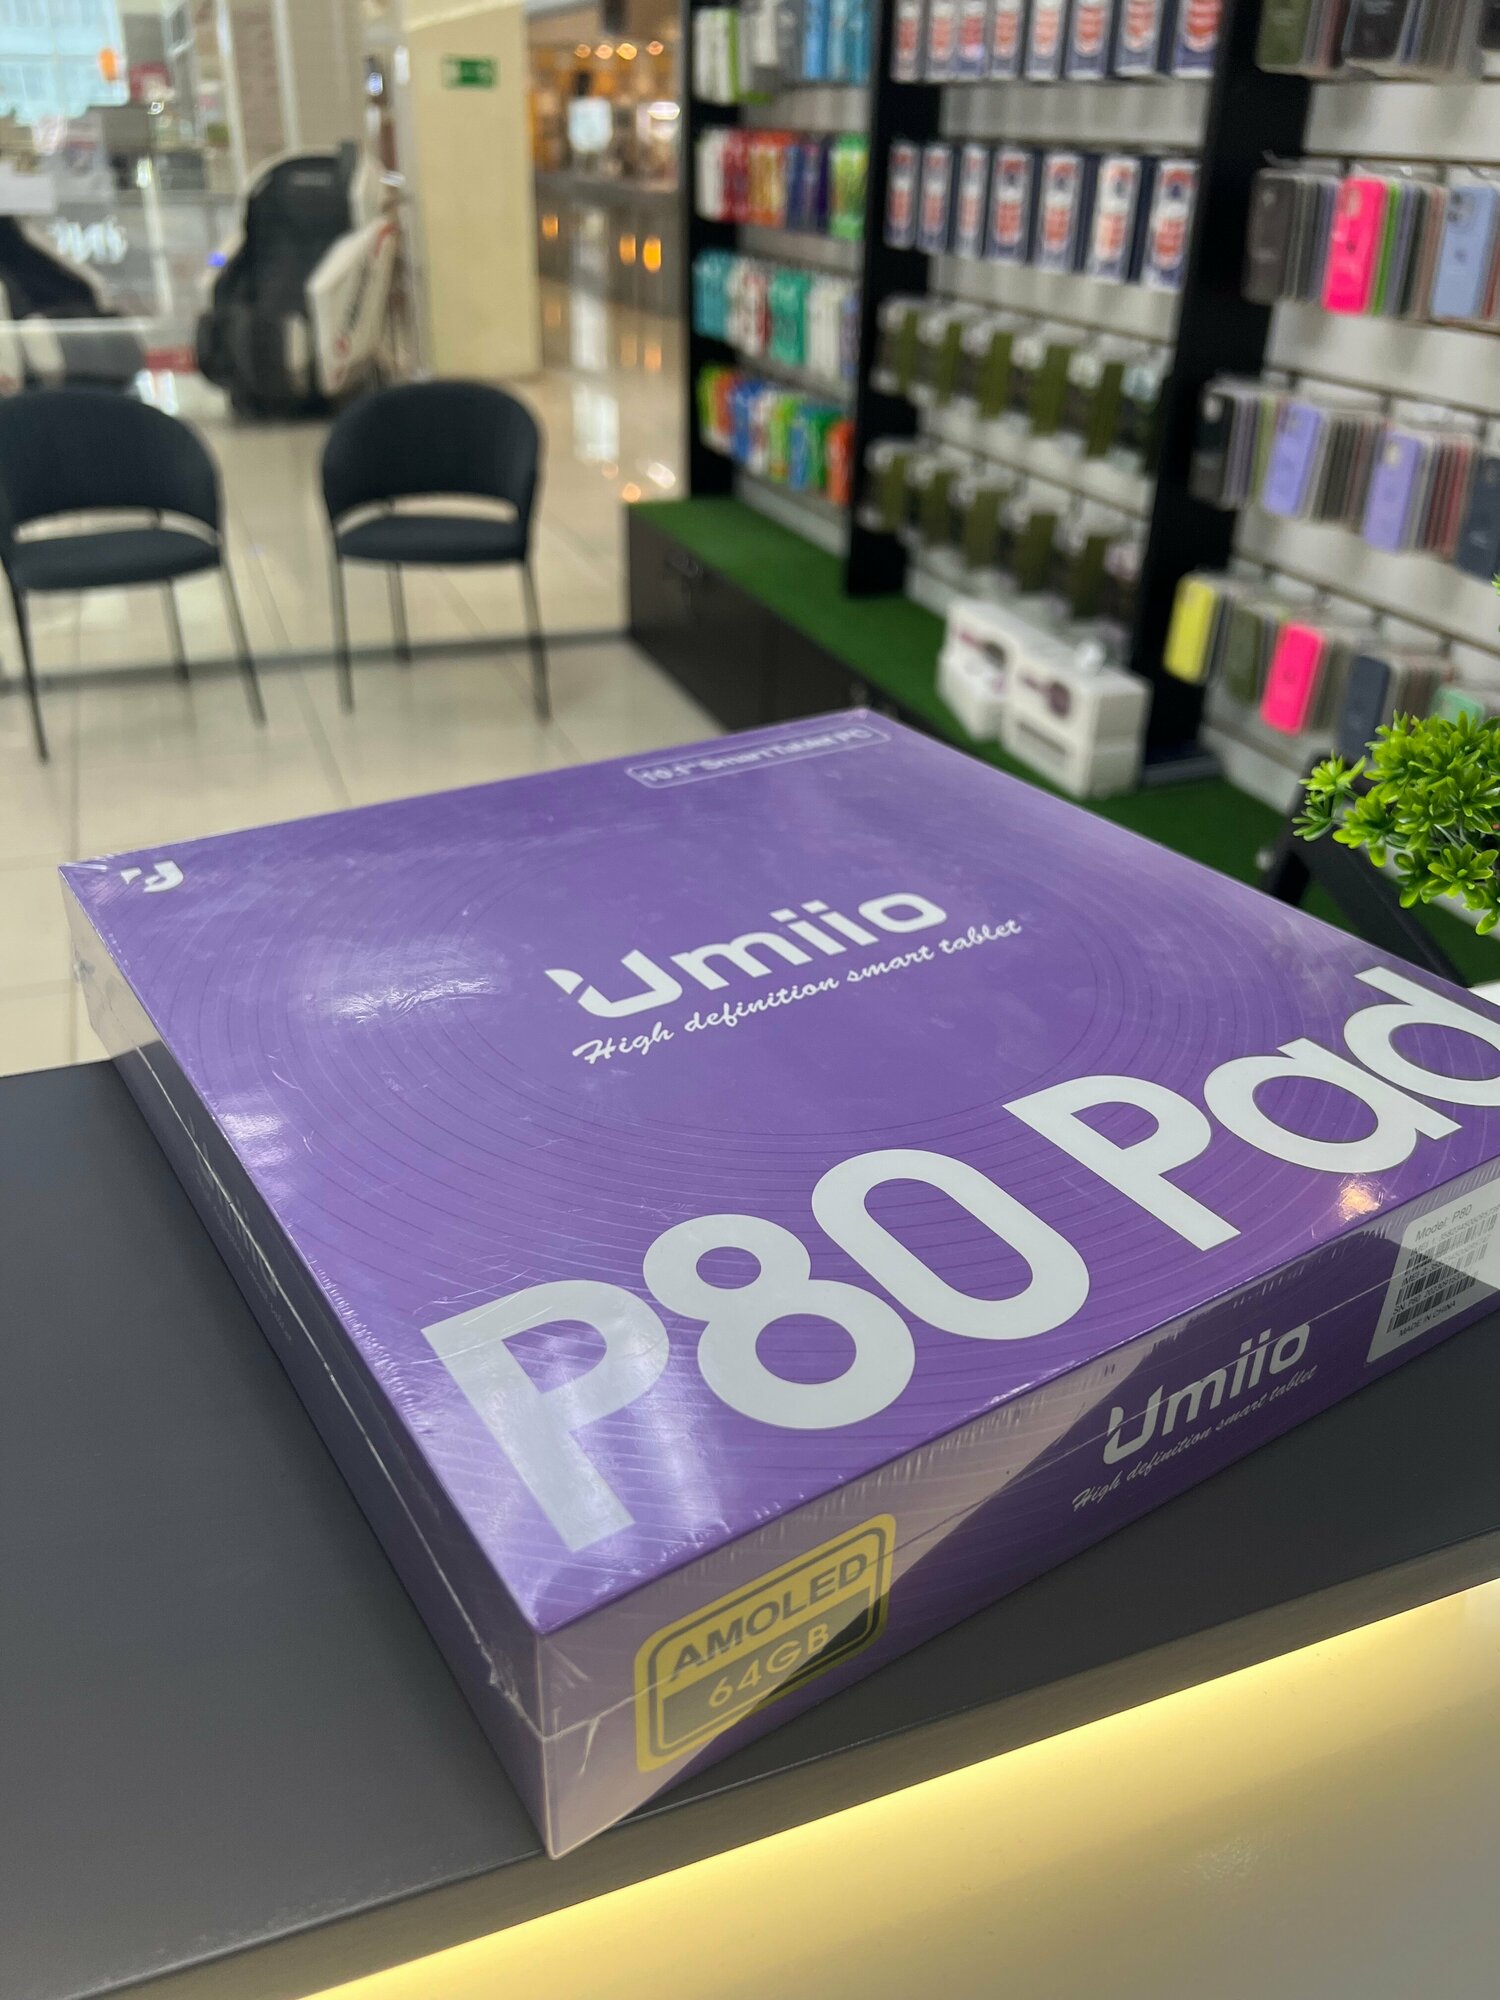 10.1" Smart Tablet PC
Umiio
High definition smart tablet
P80 Pad
Model: P80
MADE IN CHINA
Umiio
High definition smart tablet
AMOLED
64GB